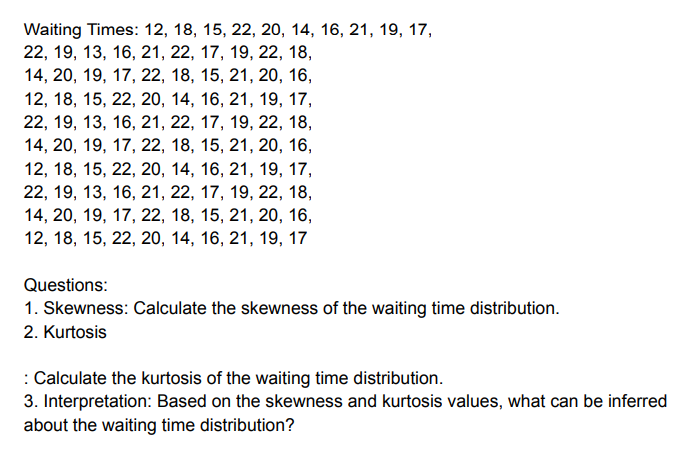 Waiting Times: 12, 18, 15, 22, 20, 14, 16, 21, 19, 17,
22, 19, 13, 16, 21, 22, 17, 19, 22, 18,
14, 20, 19, 17, 22, 18, 15, 21, 20, 16,
12, 18, 15, 22, 20, 14, 16, 21, 19, 17,
22, 19, 13, 16, 21, 22, 17, 19, 22, 18,
14, 20, 19, 17, 22, 18, 15, 21, 20, 16,
12, 18, 15, 22, 20, 14, 16, 21, 19, 17,
22, 19, 13, 16, 21, 22, 17, 19, 22, 18,
14, 20, 19, 17, 22, 18, 15, 21, 20, 16,
12, 18, 15, 22, 20, 14, 16, 21, 19, 17
Questions:
1. Skewness: Calculate the skewness of the waiting time distribution.
2. Kurtosis
: Calculate the kurtosis of the waiting time distribution.
3. Interpretation: Based on the skewness and kurtosis values, what can be inferred
about the waiting time distribution?